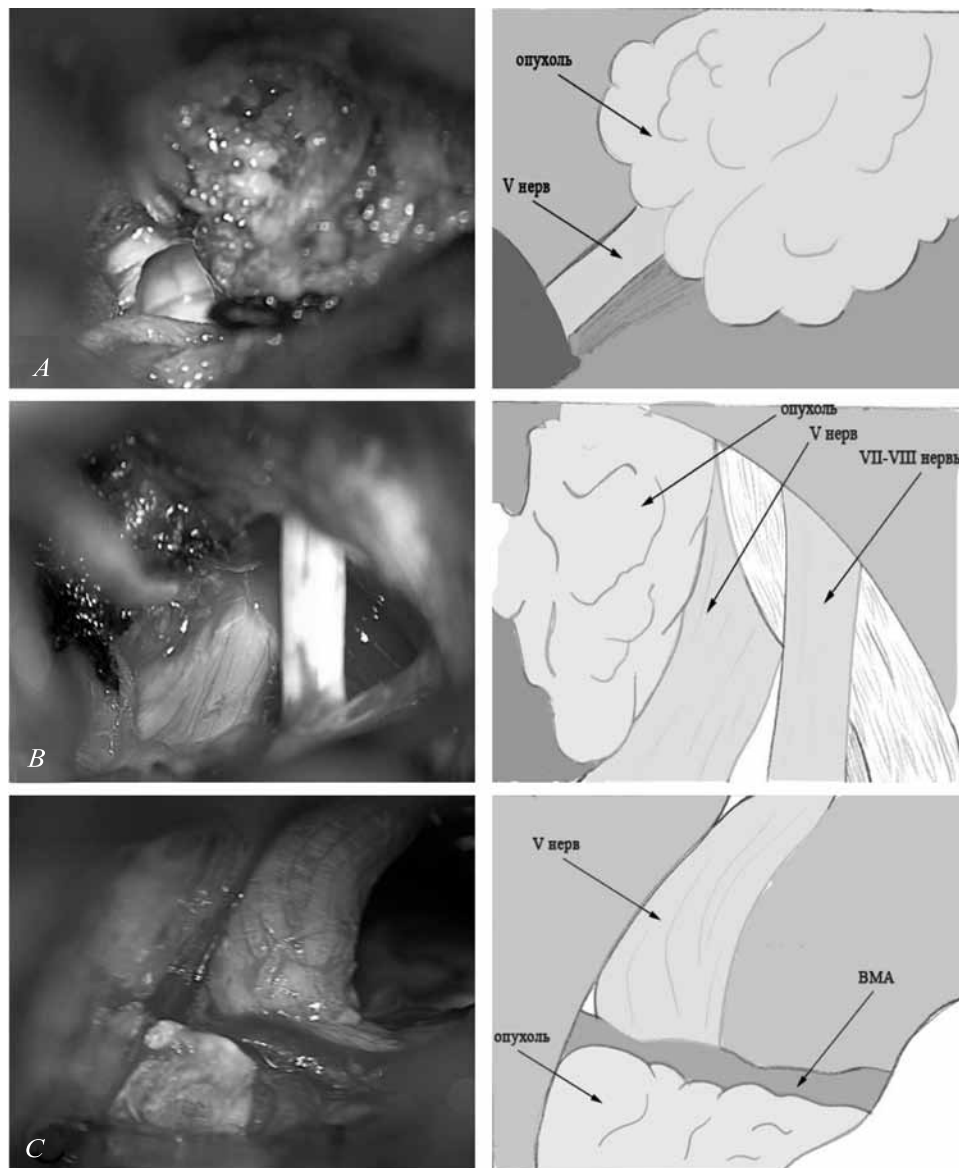 опухоль
V нерв
A
опухоль
V нерв
VII-VIII нервы
B
V нерв
ВМА
опухоль
C